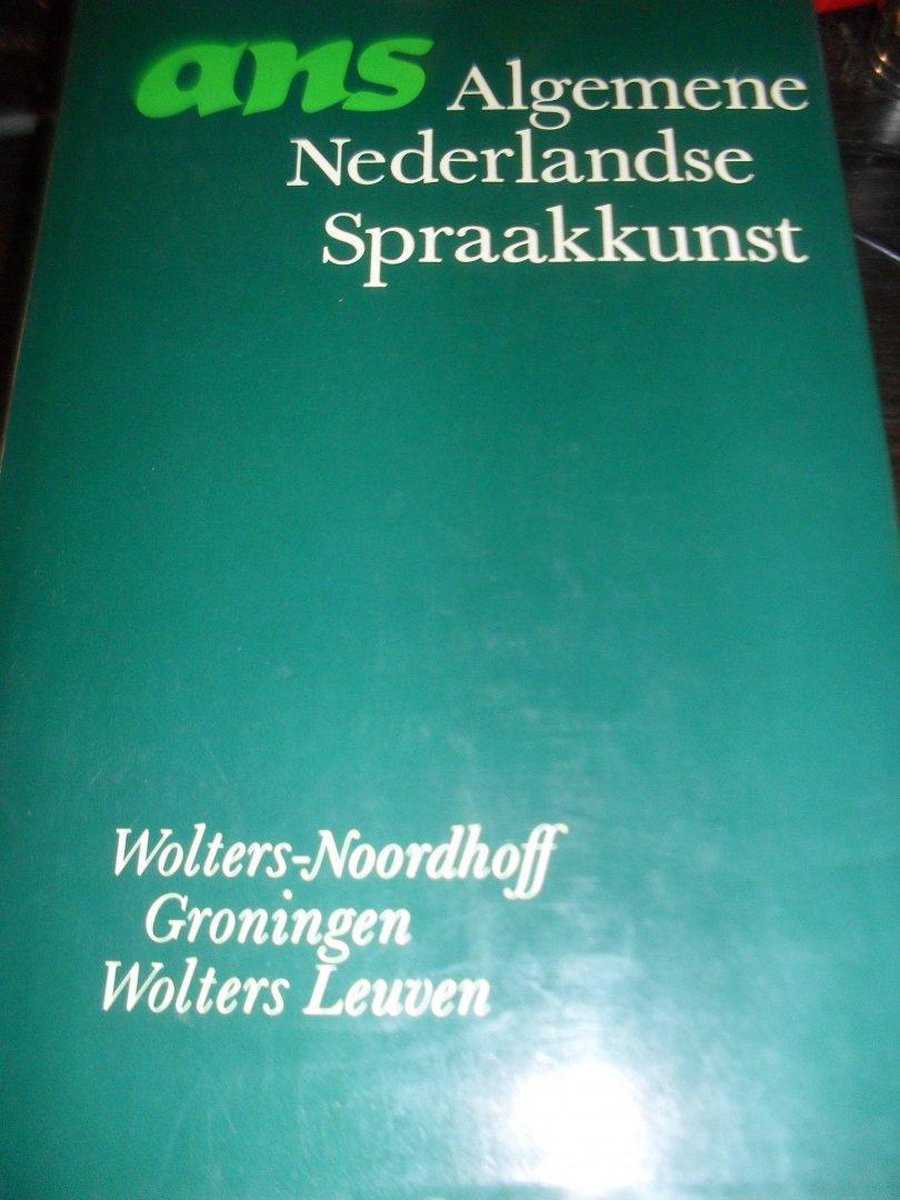 ans Algemene
Nederlandse
Spraakkunst
Wolters-Noordhoff
Groningen
Wolters Leuven